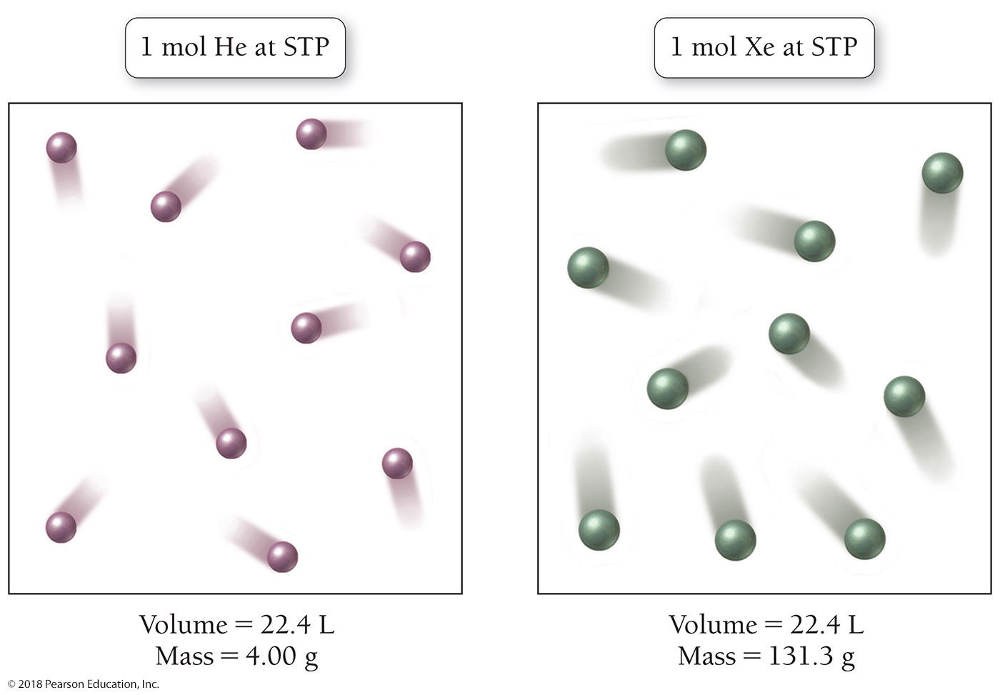 1 mol He at STP
1 mol Xe at STP
Volume = 22.4 L
Mass = 4.00 g
Volume = 22.4 L
Mass = 131.3 g
© 2018 Pearson Education, Inc.